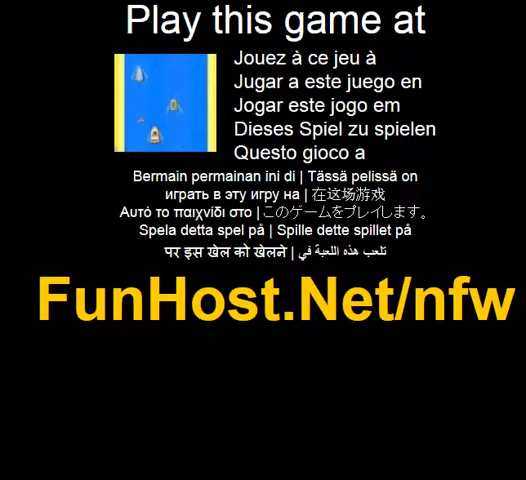 Play this game at
Jouez à ce jeu à
Jugar a este juego en
Jogar este jogo em
Dieses Spiel zu spielen
Questo gioco a
Bermain permainan ini di | Tässä pelissä on
играть в эту игру на | 在这场游戏
Αυτό το παιχνίδι στο | このゲームをプレイします。
Spela detta spel på | Spille dette spillet på
पर इस खेल को खेलने | تلعب هذه اللعبة في
FunHost.Net/nfw